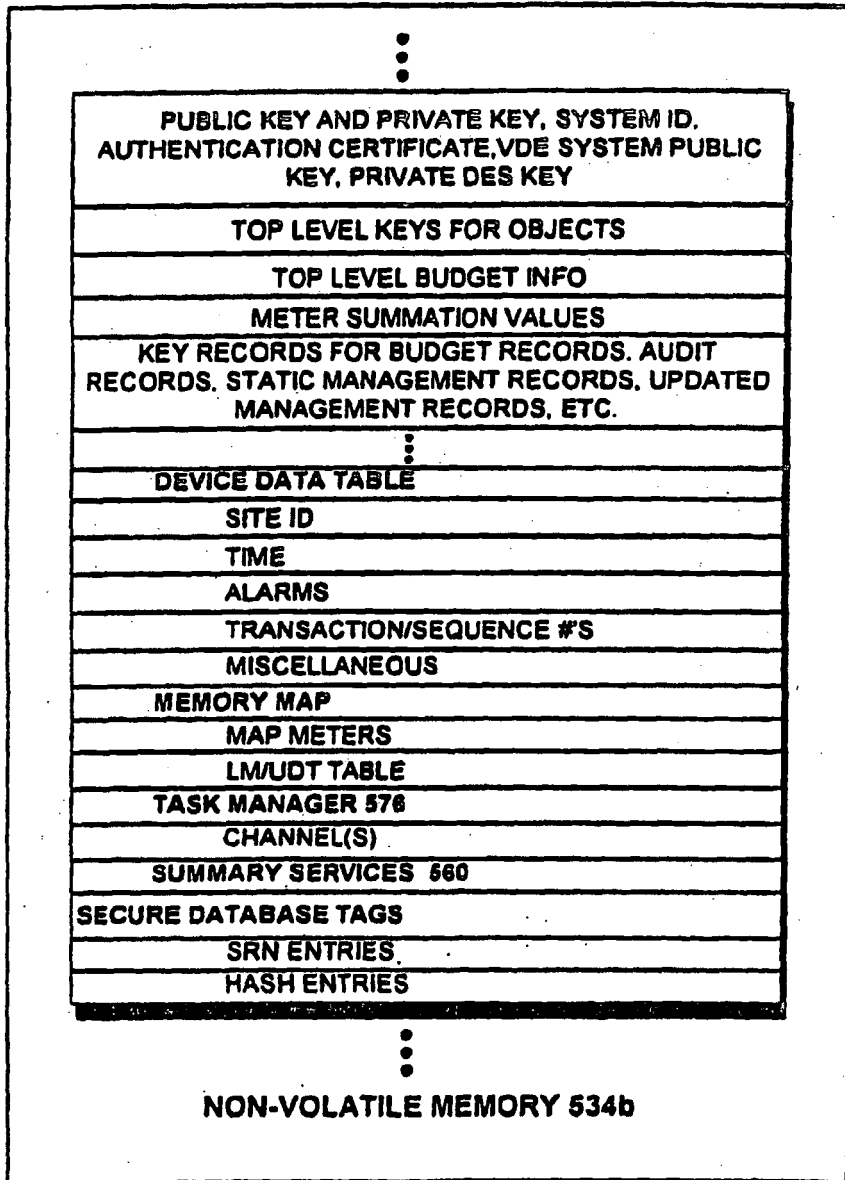 PUBLIC KEY AND PRIVATE KEY, SYSTEM ID,
AUTHENTICATION CERTIFICATE,VDE SYSTEM PUBLIC
KEY, PRIVATE DES KEY
TOP LEVEL KEYS FOR OBJECTS
TOP LEVEL BUDGET INFO
METER SUMMATION VALUES
KEY RECORDS FOR BUDGET RECORDS. AUDIT
RECORDS. STATIC MANAGEMENT RECORDS, UPDATED
MANAGEMENT RECORDS, ETC.
DEVICE DATA TABLE
SITE ID
TIME
ALARMS
TRANSACTION/SEQUENCE #'S
MISCELLANEOUS
MEMORY MAP
MAP METERS
LM/UDT TABLE
TASK MANAGER 576
CHANNEL(S)
SUMMARY SERVICES 560
SECURE DATABASE TAGS
SRN ENTRIES
HASH ENTRIES
NON-VOLATILE MEMORY 534b